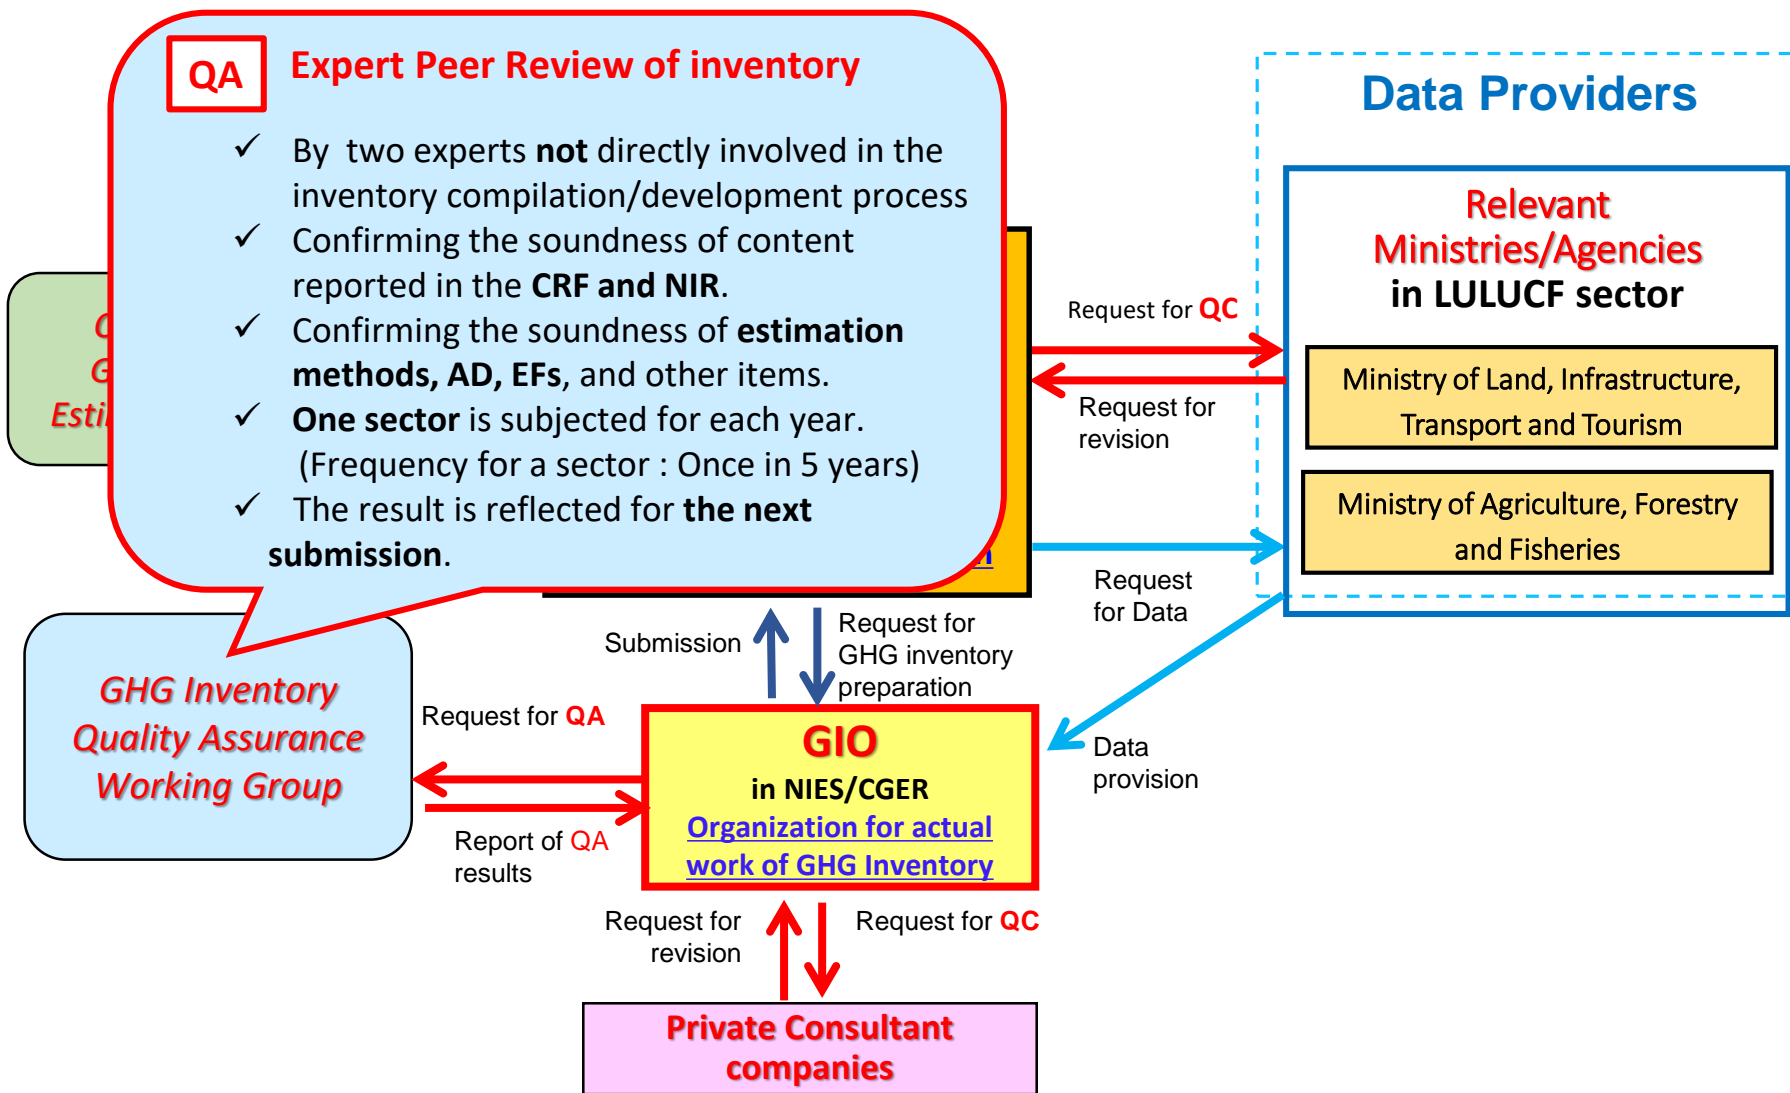 QA
Expert Peer Review of inventory
✓ By two experts not directly involved in the
inventory compilation/development process
✓ Confirming the soundness of content
reported in the CRF and NIR.
✓ Confirming the soundness of estimation
methods, AD, EFs, and other items.
✓ One sector is subjected for each year.
(Frequency for a sector : Once in 5 years)
✓ The result is reflected for the next
submission.
Data Providers
Relevant
Ministries/Agencies
in LULUCF sector
Ministry of Land, Infrastructure,
Transport and Tourism
Ministry of Agriculture, Forestry
and Fisheries
Request for QC
Request for
revision
Request
for Data
Data
provision
Submission
Request for
GHG inventory
preparation
GHG Inventory
Quality Assurance
Working Group
Request for QA
Report of QA
results
GIO
in NIES/CGER
Organization for actual
work of GHG Inventory
Request for
revision
Request for QC
Private Consultant
companies